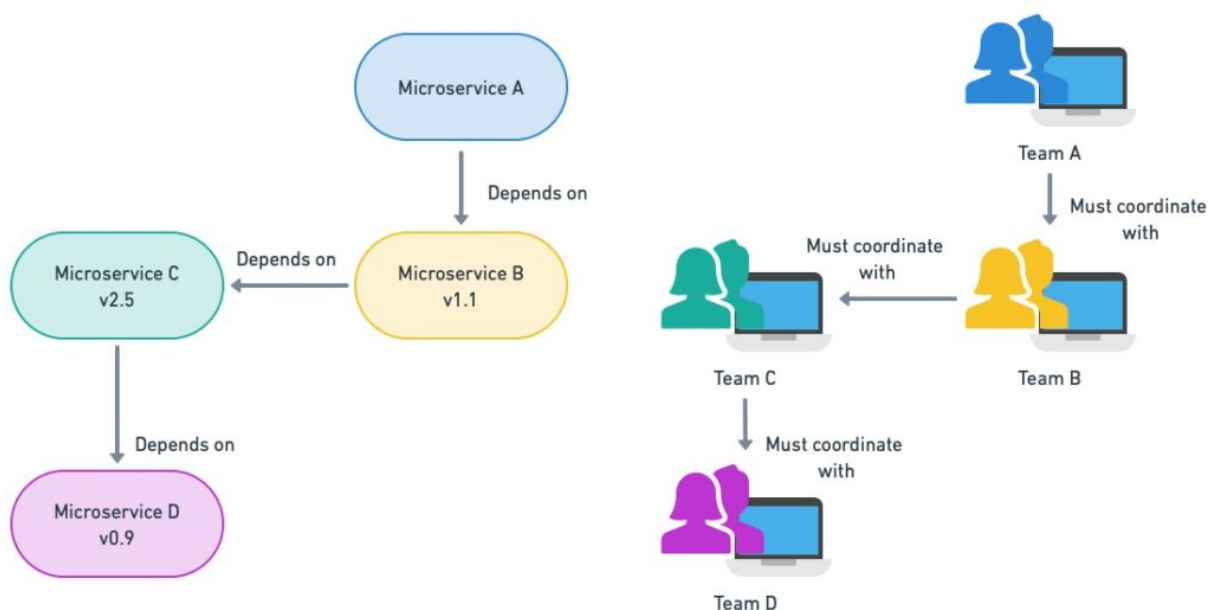 Microservice A
Depends on
Microservice C
v2.5
Depends on
Microservice B
v1.1
Depends on
Microservice D
v0.9
Team A
Must coordinate
with
Must coordinate
with
Team C
Team B
Must coordinate
with
Team D